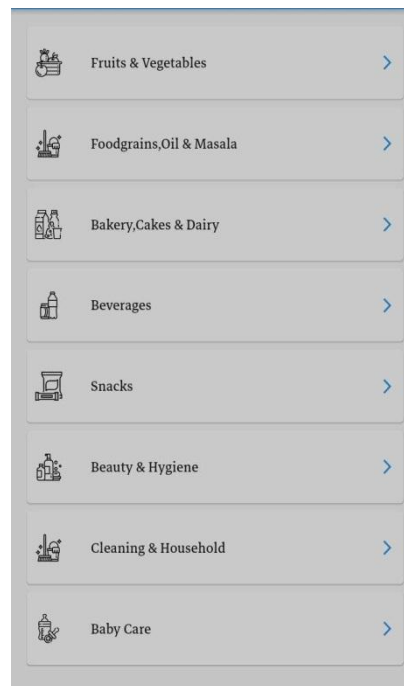 Fruits & Vegetables
Foodgrains,Oil & Masala
Bakery,Cakes & Dairy
Beverages
Snacks
Beauty & Hygiene
Cleaning & Household
Baby Care